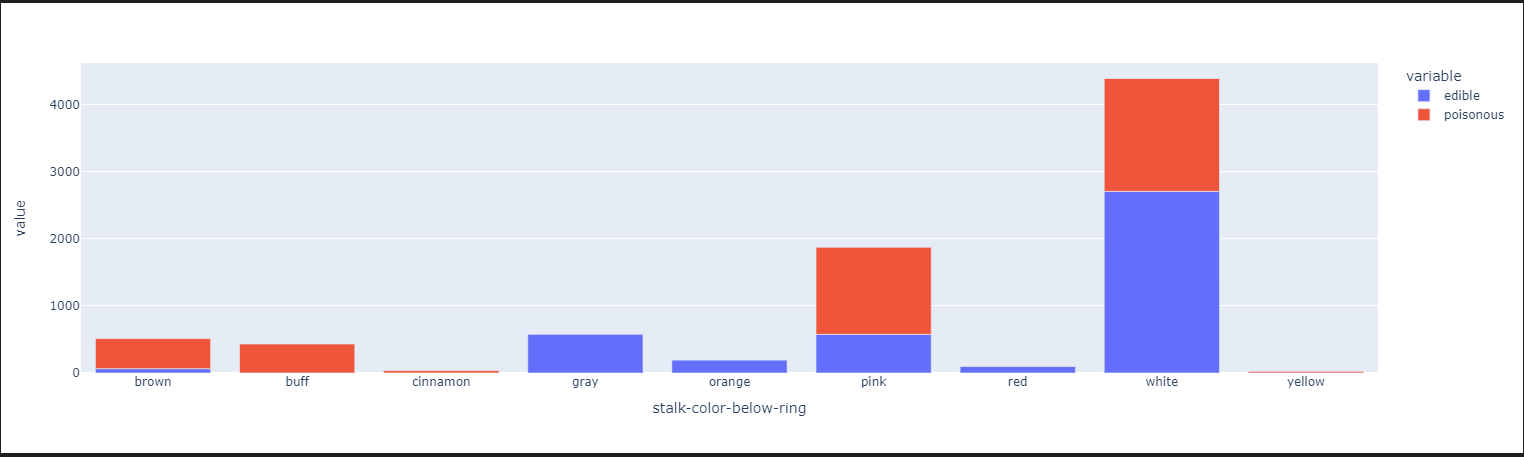 variable
edible
poisonous
value
4000
3000
2000
1000
0
brown buff cinnamon gray orange pink red white yellow
stalk-color-below-ring